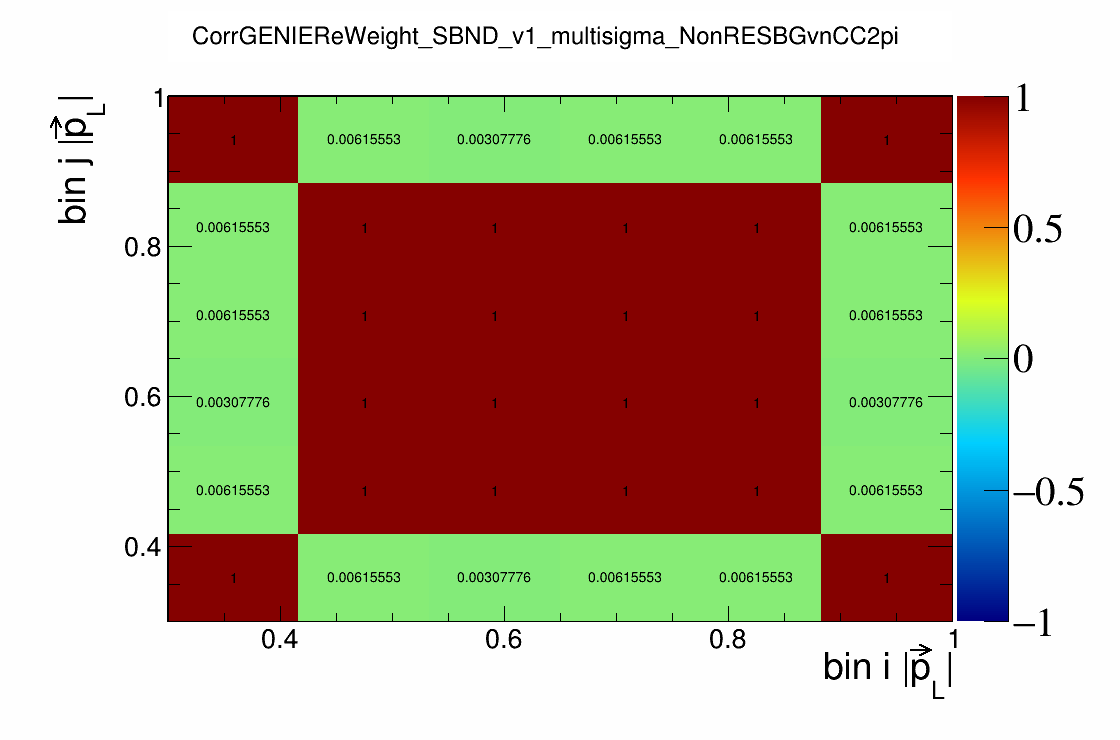 CorrGENIEReWeight_SBND_v1_multisigma_NonRESBGvnCC2pi
bin j |p⃗_L|
1
0.8
0.6
0.4
1 0.00615553 0.00307776 0.00615553 0.00615553 1
0.00615553 1 1 1 1 0.00615553
0.00615553 1 1 1 1 0.00615553
0.00307776 1 1 1 1 0.00307776
0.00615553 1 1 1 1 0.00615553
1 0.00615553 0.00307776 0.00615553 0.00615553 1
0.4 0.6 0.8 1
bin i |p⃗_L|
1
0.5
0
−0.5
−1